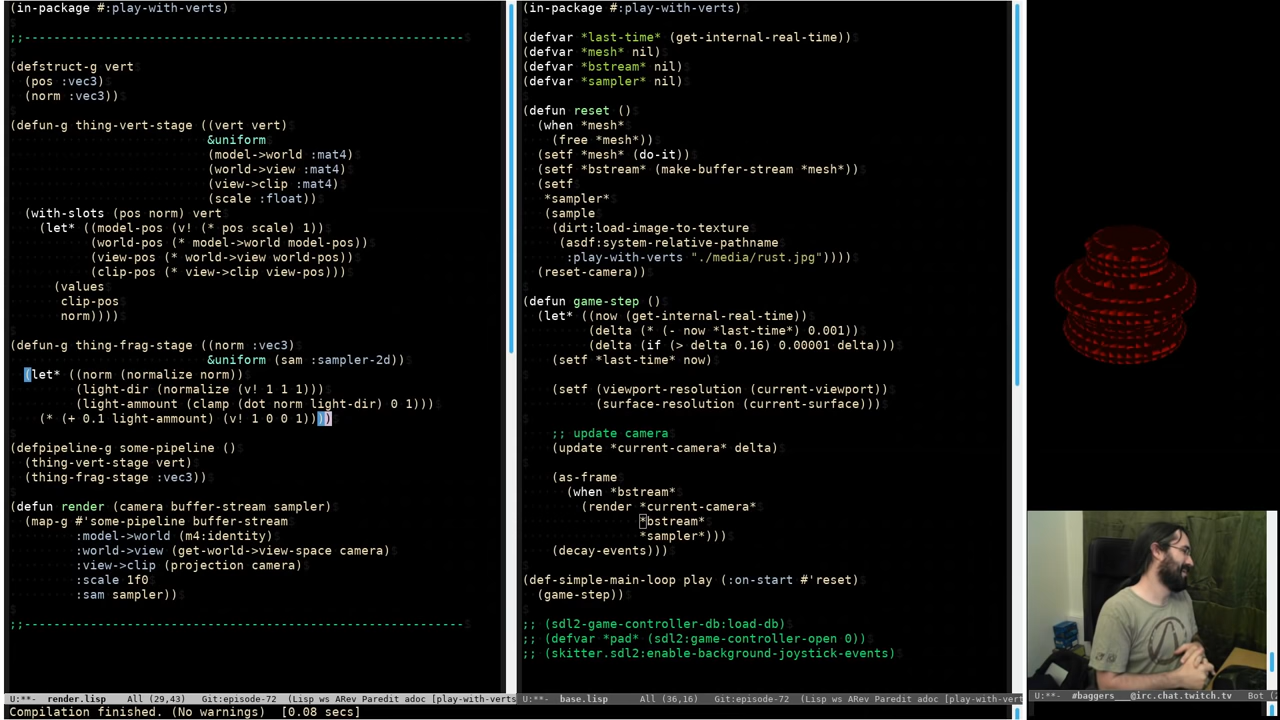 (in-package #:play-with-verts)
;;------------------------------------------------------------
(defstruct-g vert
(pos :vec3)
(norm :vec3))
(defun-g thing-vert-stage ((vert vert)
&uniform
(model->world :mat4)
(world->view :mat4)
(view->clip :mat4)
(scale :float))
(with-slots (pos norm) vert
(let* ((model-pos (v! (* pos scale) 1))
(world-pos (* model->world model-pos))
(view-pos (* world->view world-pos))
(clip-pos (* view->clip view-pos)))
(values
clip-pos
norm))))
(defun-g thing-frag-stage ((norm :vec3)
&uniform (sam :sampler-2d))
(let* ((norm (normalize norm))
(light-dir (normalize (v! 1 1 1)))
(light-amount (clamp (dot norm light-dir) 0 1)))
(* (+ 0.1 light-amount) (v! 1 0 0 1))))
(defpipeline-g some-pipeline ()
(thing-vert-stage vert)
(thing-frag-stage :vec3))
(defun render (camera buffer-stream sampler)
(map-g #'some-pipeline buffer-stream
:model->world (m4:identity)
:world->view (get-world->view-space camera)
:view->clip (projection camera)
:scale 1f0
:sam sampler))
;;------------------------------------------------------------
U:**- render.lisp All (29,43) Git:episode-72 (Lisp ws ARev Paredit adoc [play-with-verts
Compilation finished. (No warnings) [0.08 secs]
(in-package #:play-with-verts)
(defvar *last-time* (get-internal-real-time))
(defvar *mesh* nil)
(defvar *bstream* nil)
(defvar *sampler* nil)
(defun reset ()
(when *mesh*
(free *mesh*))
(setf *mesh* (do-it))
(setf *bstream* (make-buffer-stream *mesh*))
(setf
*sampler*
(sample
(dirt:load-image-to-texture
(asdf:system-relative-pathname
:play-with-verts "./media/rust.jpg"))))
(reset-camera))
(defun game-step ()
(let* ((now (get-internal-real-time))
(delta (* (- now *last-time*) 0.001))
(delta (if (> delta 0.16) 0.00001 delta)))
(setf *last-time* now)
(setf (viewport-resolution (current-viewport))
(surface-resolution (current-surface)))
;; update camera
(update *current-camera* delta)
(as-frame
(when *bstream*
(render *current-camera*
*bstream*
*sampler*)))
(decay-events)))
(def-simple-main-loop play (:on-start #'reset)
(game-step))
;; (sdl2-game-controller-db:load-db)
;; (defvar *pad* (sdl2:game-controller-open 0))
;; (skitter.sdl2:enable-background-joystick-events)
U:**- base.lisp All (36,16) Git:episode-72 (Lisp ws ARev Paredit adoc [play-with-verts
U:**- #baggers___@irc.chat.twitch.tv Bot